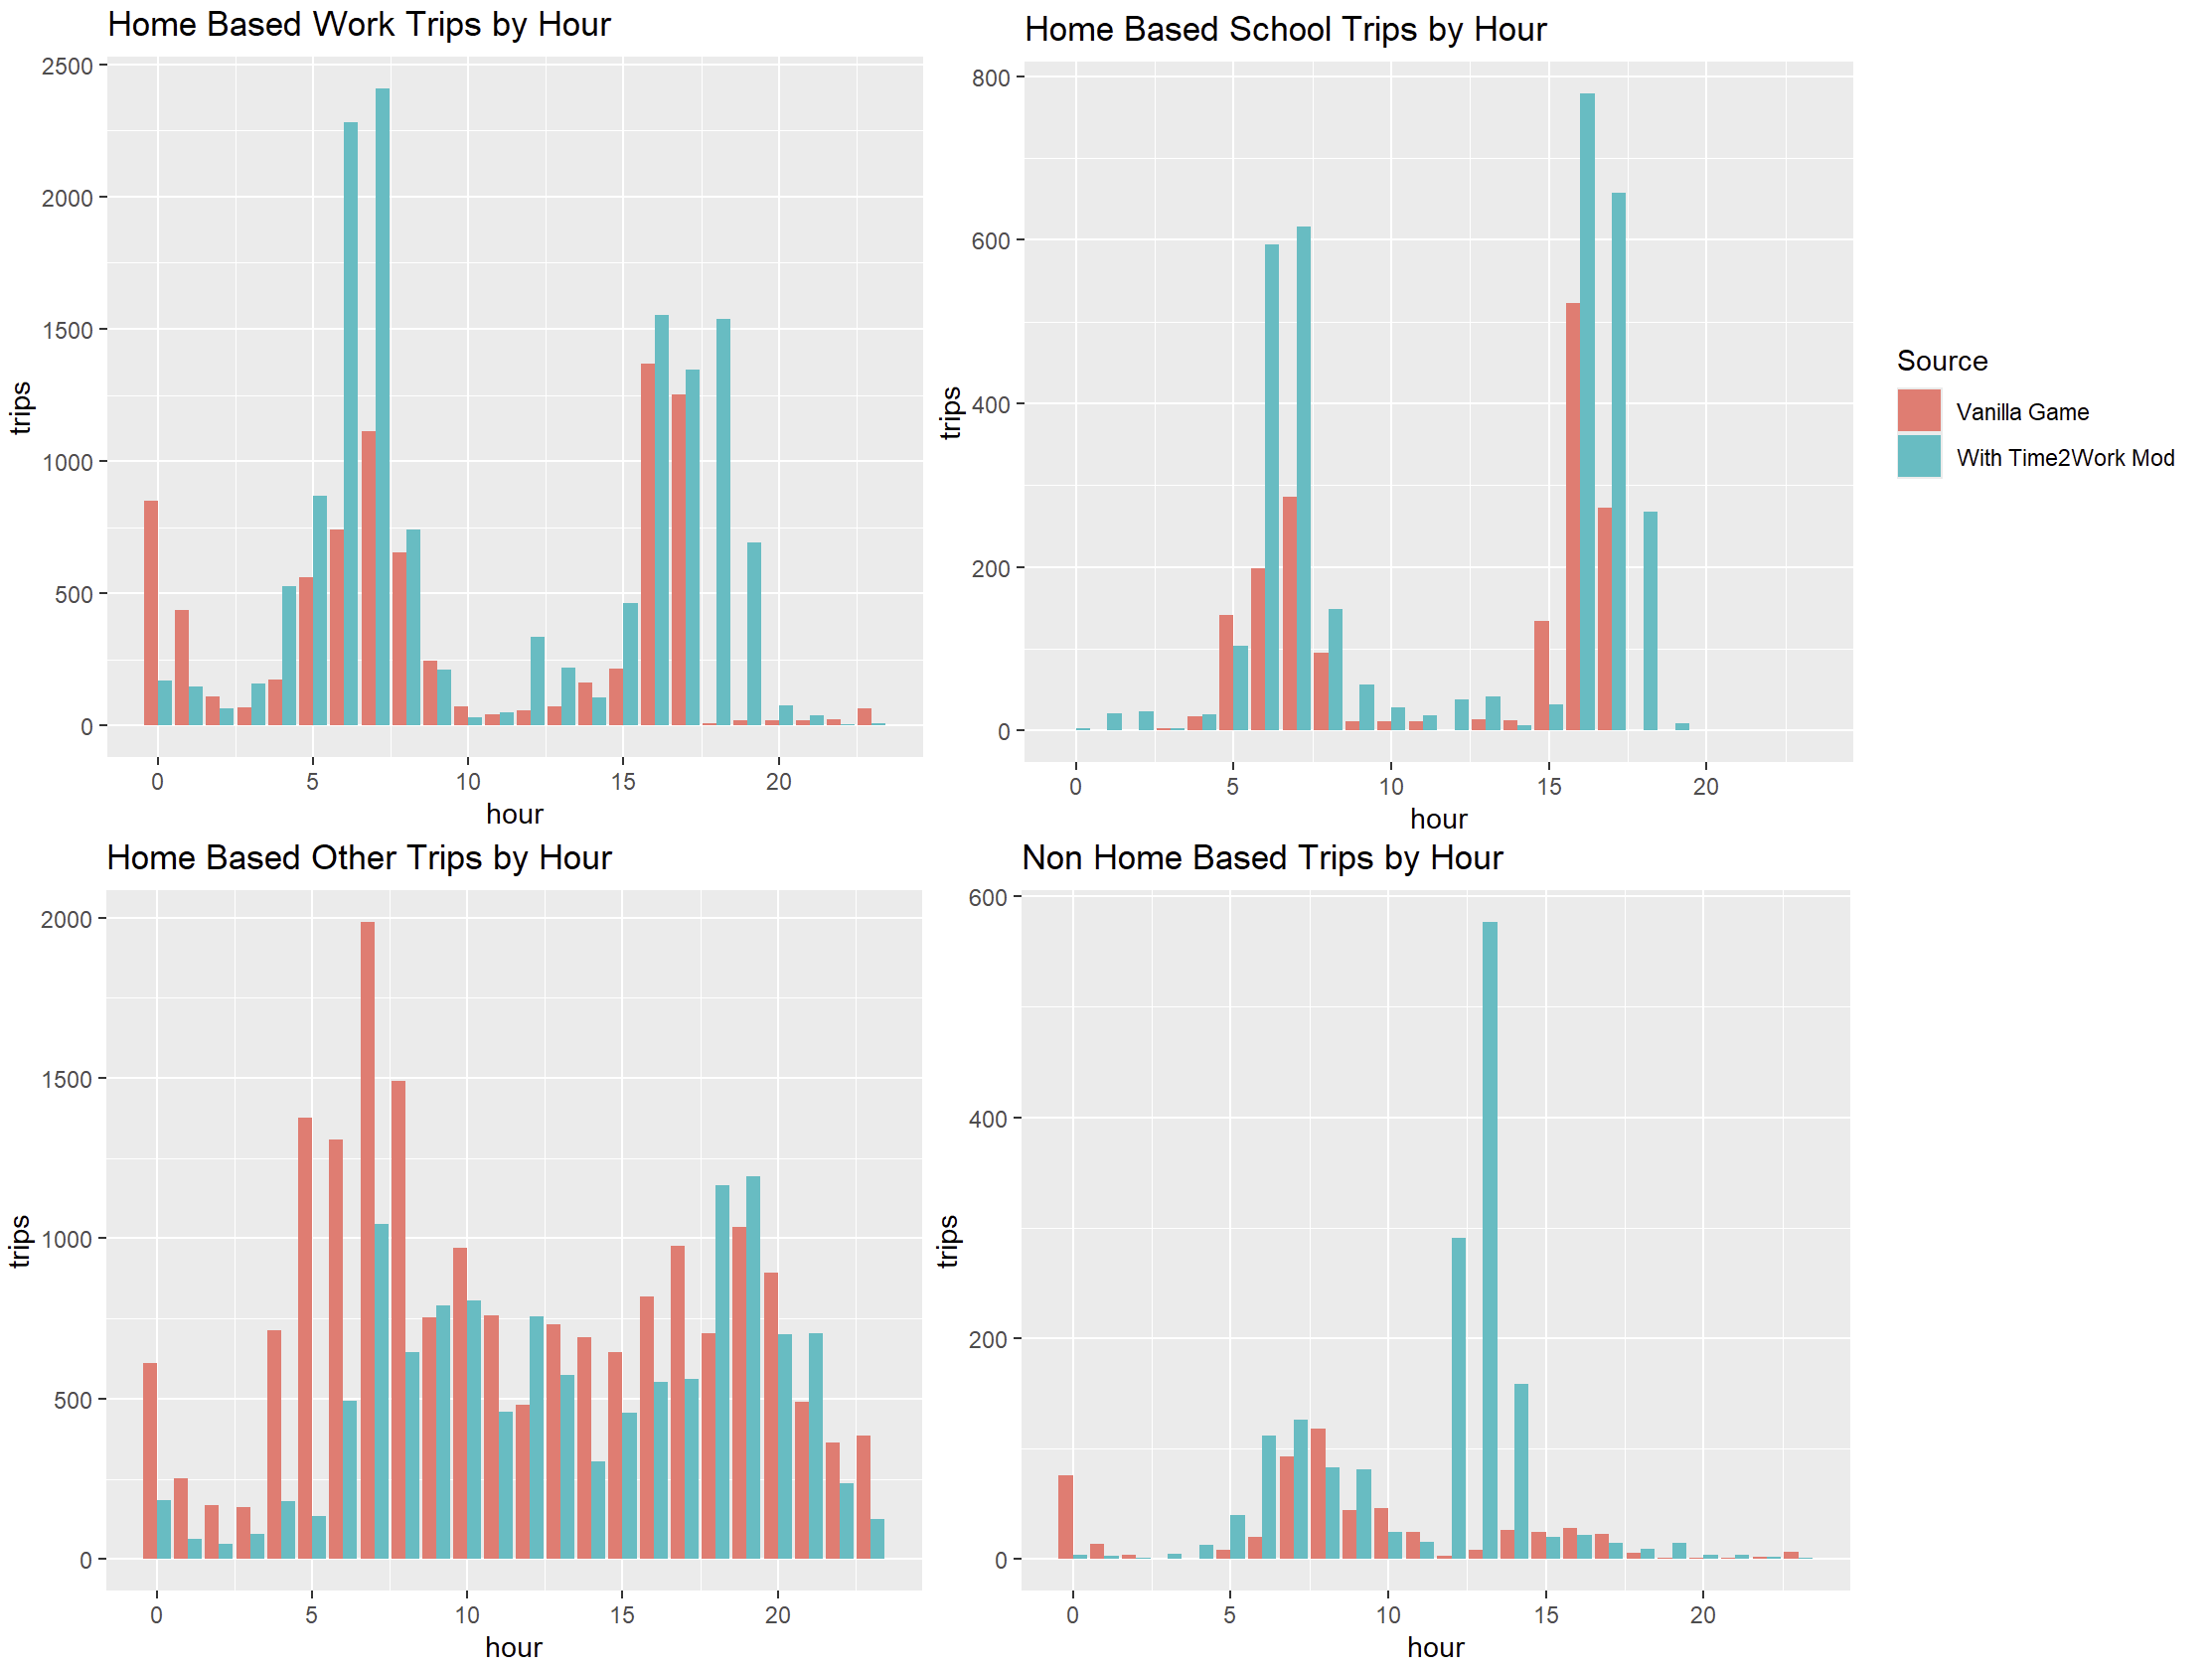 Home Based Work Trips by Hour
2500
2000
1500
1000
500
0
trips
0 5 10 15 20
hour
Home Based School Trips by Hour
800
600
400
200
0
trips
0 5 10 15 20
hour
Source
Vanilla Game
With Time2Work Mod
Home Based Other Trips by Hour
2000
1500
1000
500
0
trips
0 5 10 15 20
hour
Non Home Based Trips by Hour
600
400
200
0
trips
0 5 10 15 20
hour